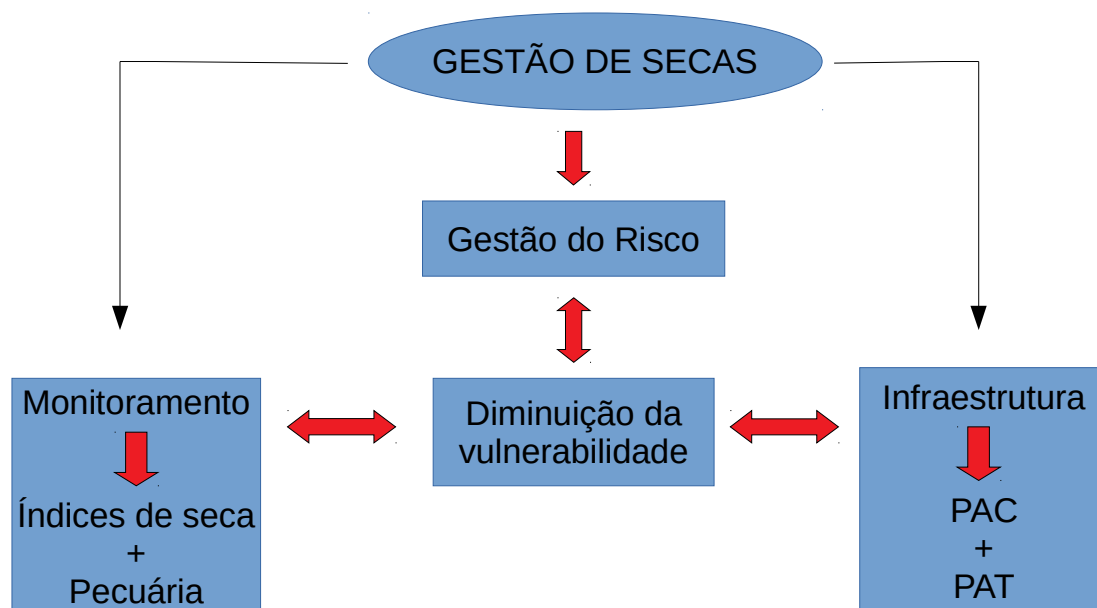 GESTÃO DE SECAS
Gestão do Risco
Monitoramento
Índices de seca
+
Pecuária
Diminuição da
vulnerabilidade
Infraestrutura
PAC
+
PAT